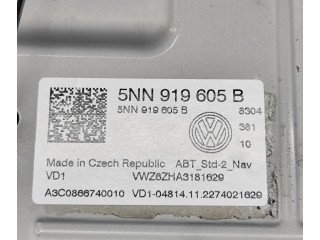 5NN 919 605 B
5NN 919 605 B 8304
381
10
Made in Czech Republic ABT_Std-2_Nav
VD1 VWZ6ZHA3181629
A3C0866740010 VD1-04814.11.2274021629